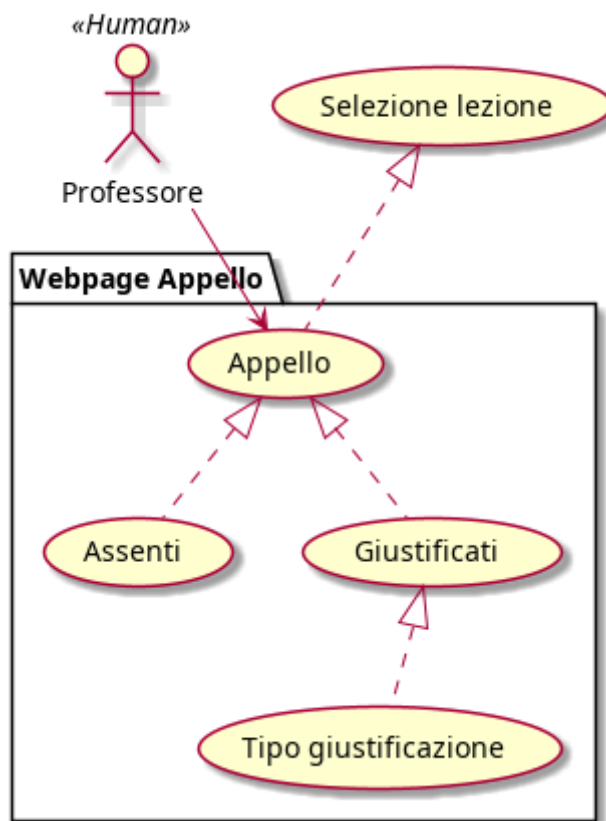 «Human»
Professore
Selezione lezione
Webpage Appello
Appello
Assenti
Giustificati
Tipo giustificazione